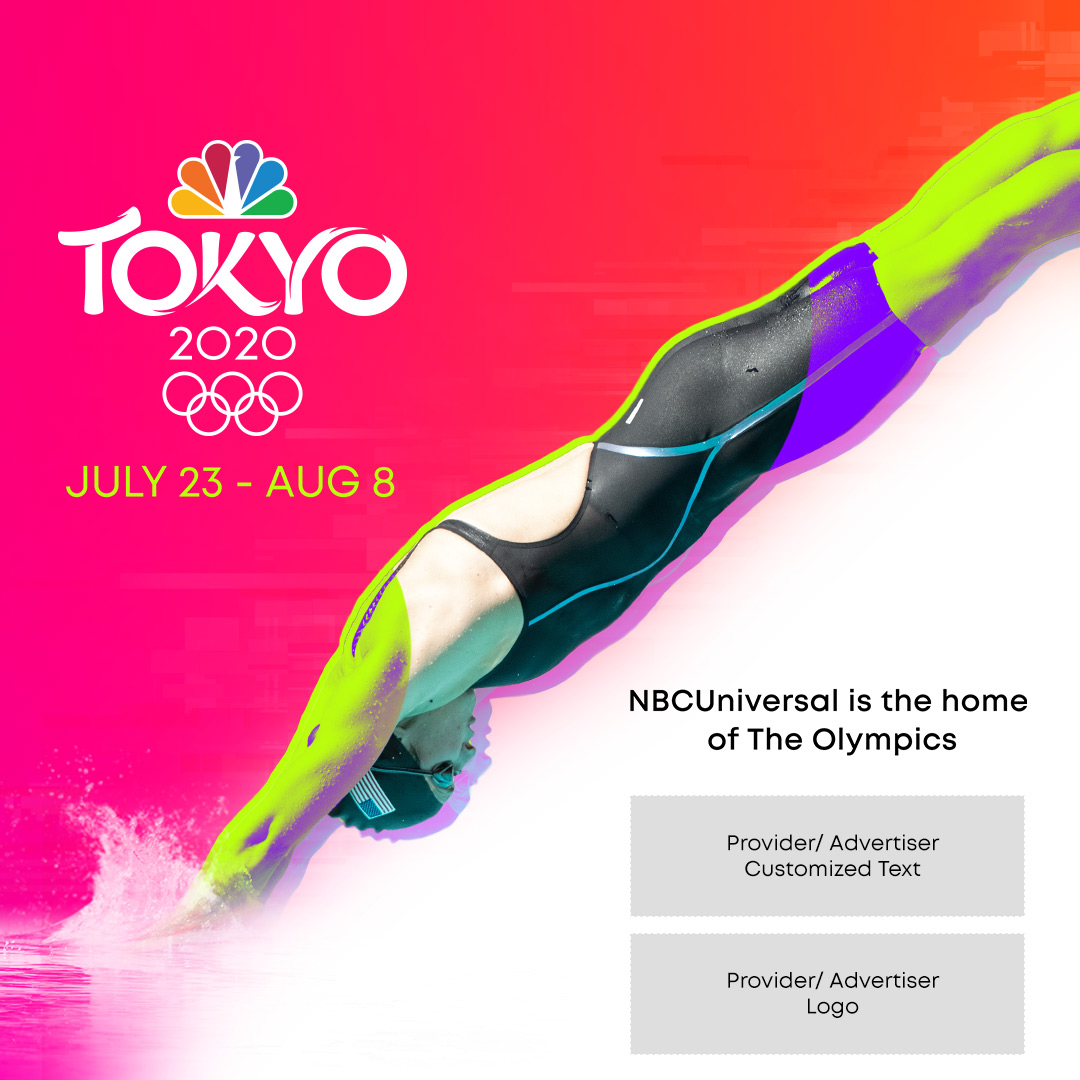 TOKYO
2020
JULY 23 - AUG 8
NBCUniversal is the home
of The Olympics
Provider/ Advertiser
Customized Text
Provider/ Advertiser
Logo